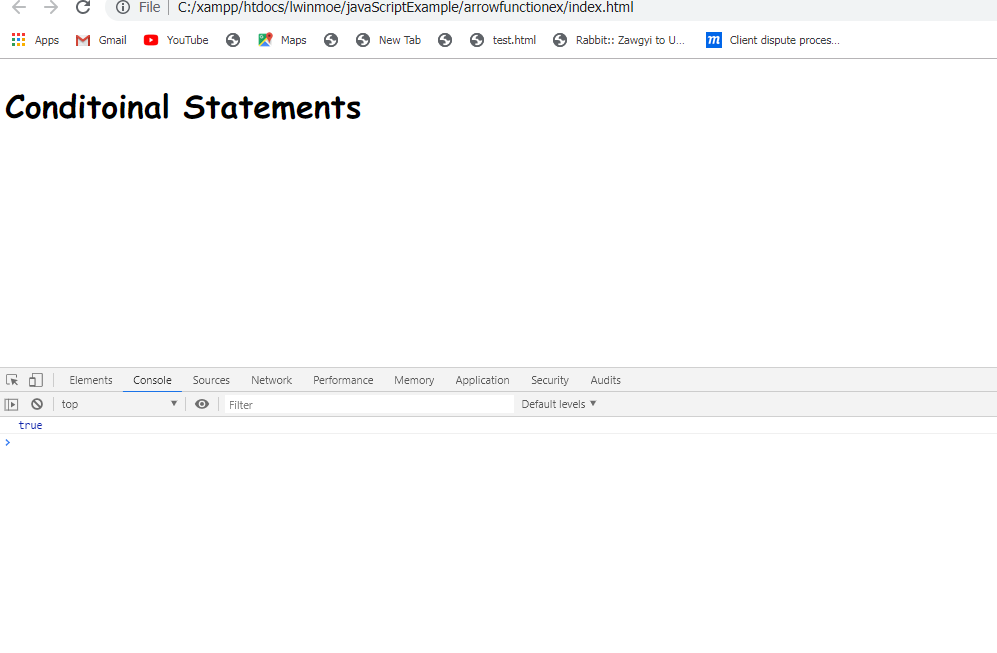 File C:/xampp/htdocs/lwinmoe/javaScriptExample/arrowfunctionex/index.html
Apps Gmail YouTube Maps New Tab test.html Rabbit:: Zawgyi to U... m Client dispute proces...
Conditoinal Statements
Elements Console Sources Network Performance Memory Application Security Audits
top Filter Default levels
true